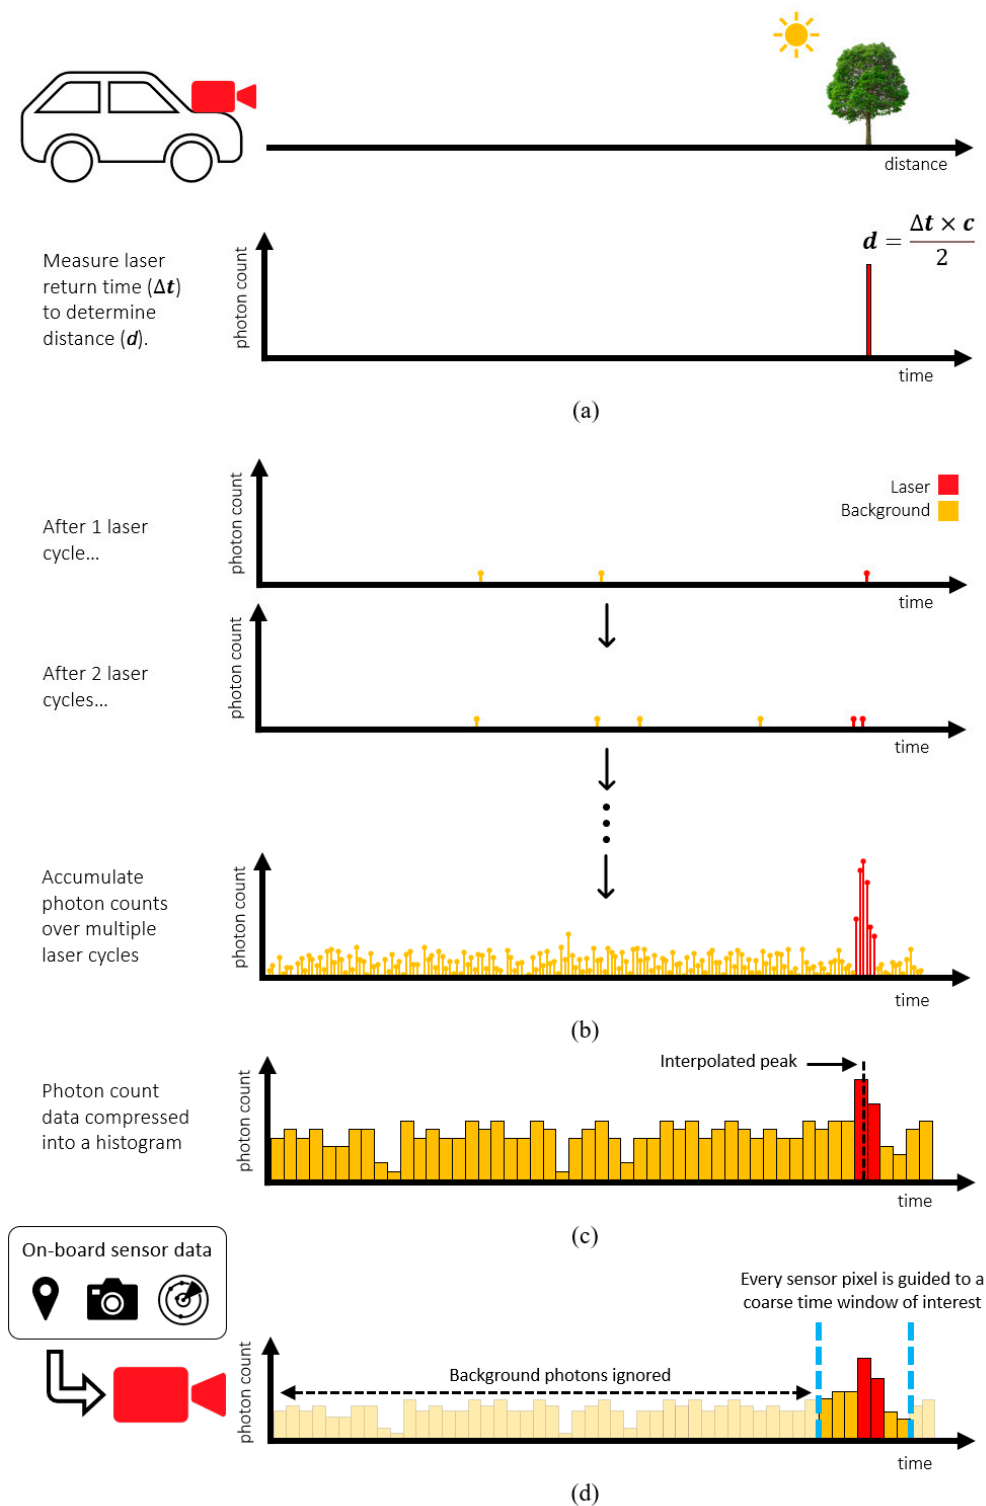 distance
Measure laser
return time (Δt)
to determine
distance (d).
photon count
d = Δt × c / 2
time
(a)
After 1 laser
cycle...
photon count
Laser
Background
time
After 2 laser
cycles...
photon count
time
Accumulate
photon counts
over multiple
laser cycles
photon count
time
(b)
Photon count
data compressed
into a histogram
photon count
Interpolated peak
time
(c)
On-board sensor data
Every sensor pixel is guided to a
coarse time window of interest
photon count
Background photons ignored
time
(d)